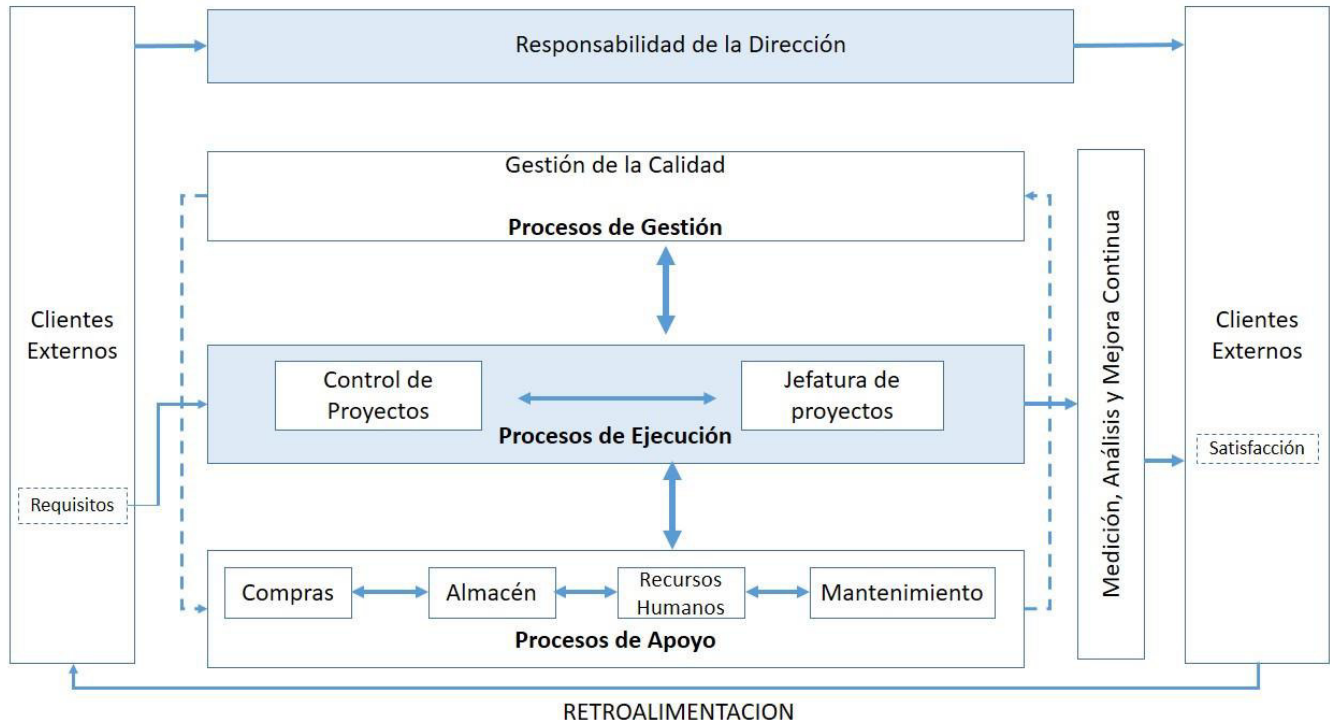 Responsabilidad de la Dirección
Clientes
Externos
Requisitos
Gestión de la Calidad
Procesos de Gestión
Control de
Proyectos
Jefatura de
proyectos
Procesos de Ejecución
Compras
Almacén
Recursos
Humanos
Mantenimiento
Procesos de Apoyo
Medición, Análisis y Mejora Continua
Clientes
Externos
Satisfacción
RETROALIMENTACION